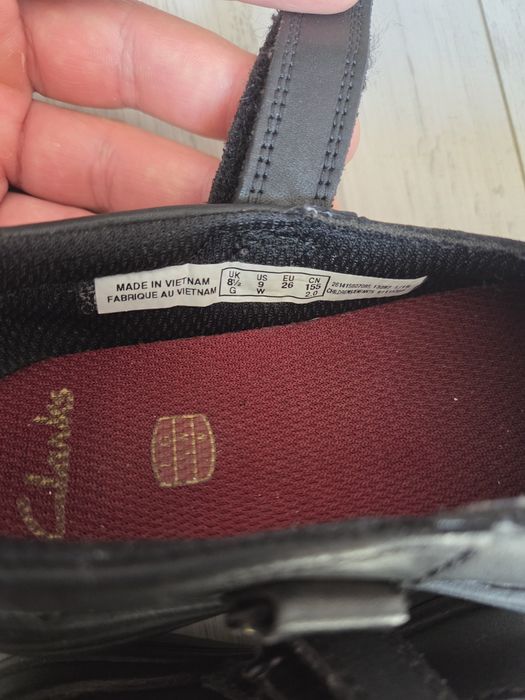 MADE IN VIETNAM
FABRIQUE AU VIETNAM
UK US EU CN
8½ 9 26 155
G W 2.0
Clarks